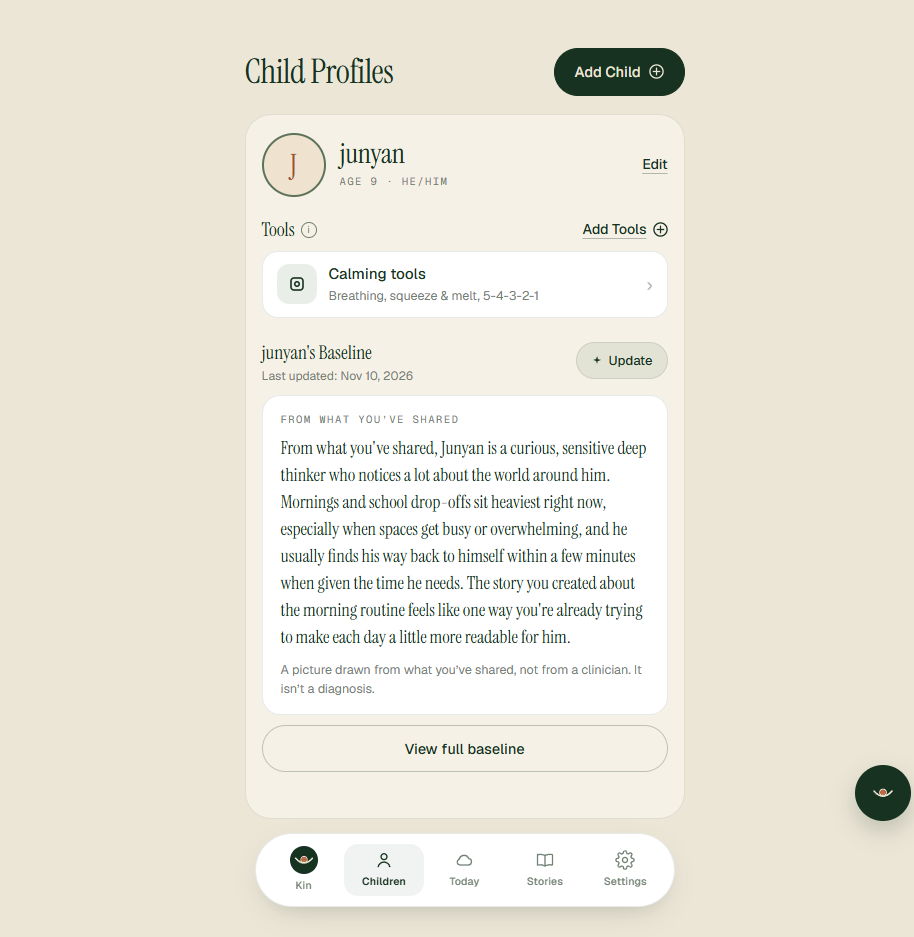 Child Profiles
Add Child
J
junyan
AGE 9 · HE/HIM
Edit
Tools
i
Add Tools
Calming tools
Breathing, squeeze & melt, 5-4-3-2-1
junyan's Baseline
Last updated: Nov 10, 2026
Update
FROM WHAT YOU'VE SHARED
From what you've shared, Junyan is a curious, sensitive deep
thinker who notices a lot about the world around him.
Mornings and school drop-offs sit heaviest right now,
especially when spaces get busy or overwhelming, and he
usually finds his way back to himself within a few minutes
when given the time he needs. The story you created about
the morning routine feels like one way you're already trying
to make each day a little more readable for him.
A picture drawn from what you've shared, not from a clinician. It
isn't a diagnosis.
View full baseline
Kin
Children
Today
Stories
Settings